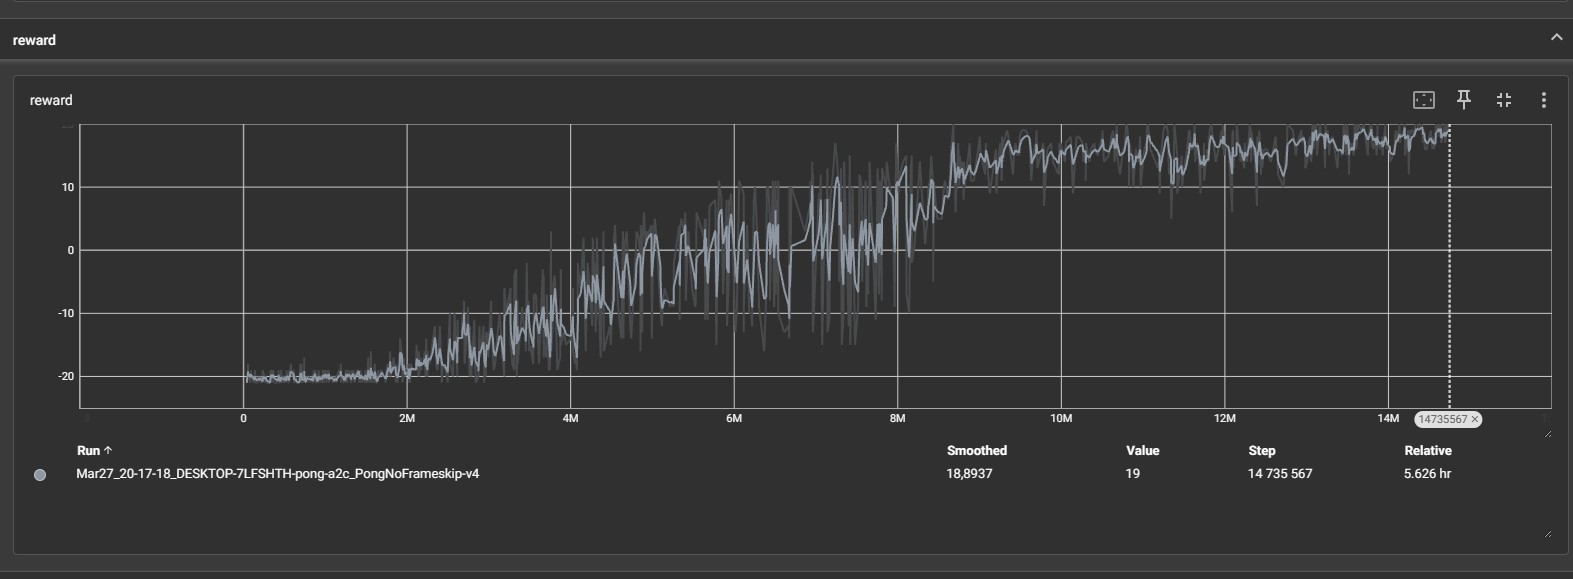 reward
reward
10
0
-10
-20
0 2M 4M 6M 8M 10M 12M 14M 14735567 ×
Run ↑ Smoothed Value Step Relative
Mar27_20-17-18_DESKTOP-7LFSHTH-pong-a2c_PongNoFrameskip-v4 18,8937 19 14 735 567 5.626 hr